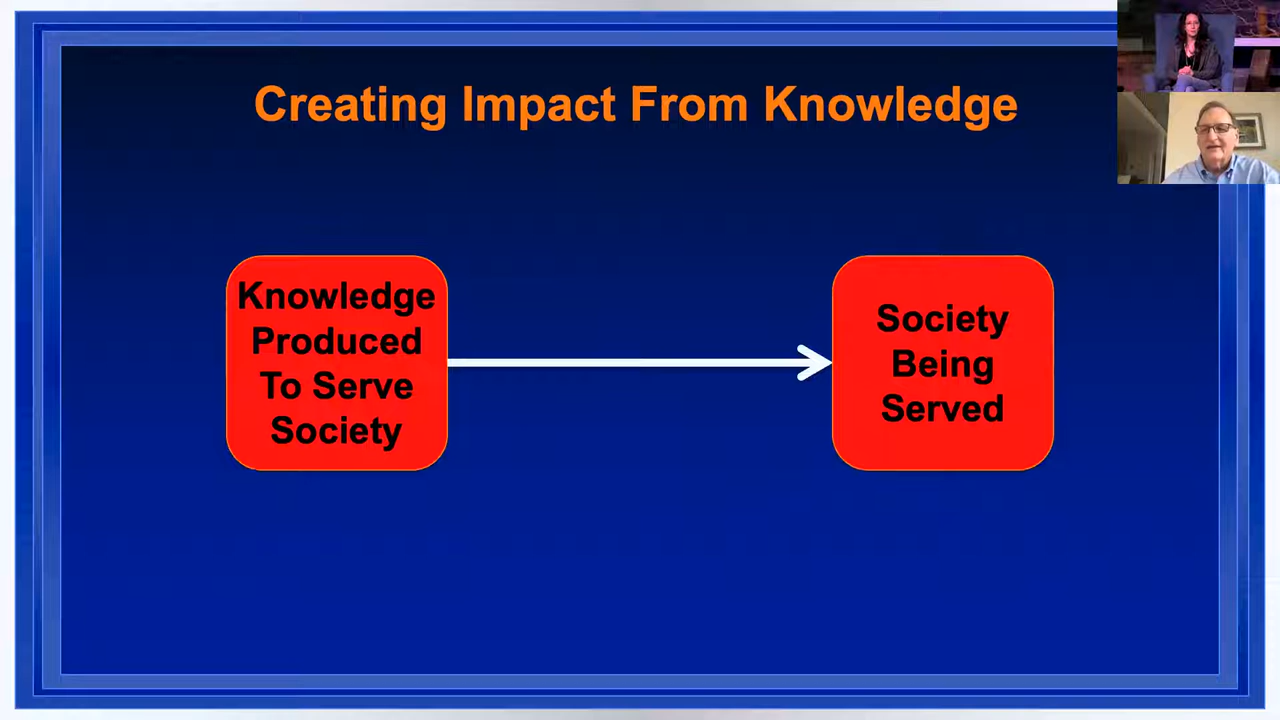 Creating Impact From Knowledge
Knowledge
Produced
To Serve
Society
Society
Being
Served